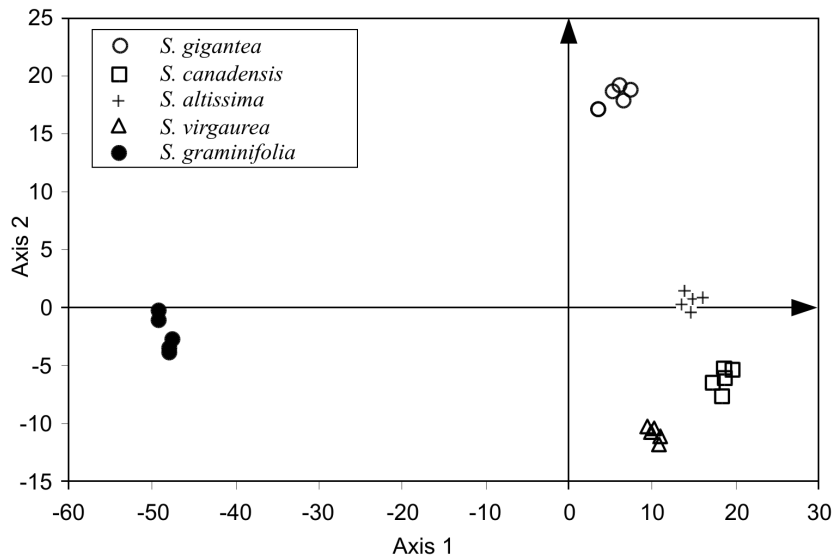 25
20
15
10
5
0
-5
-10
-15
S. gigantea
S. canadensis
S. altissima
S. virgaurea
S. graminifolia
Axis 2
-60 -50 -40 -30 -20 -10 0 10 20 30
Axis 1